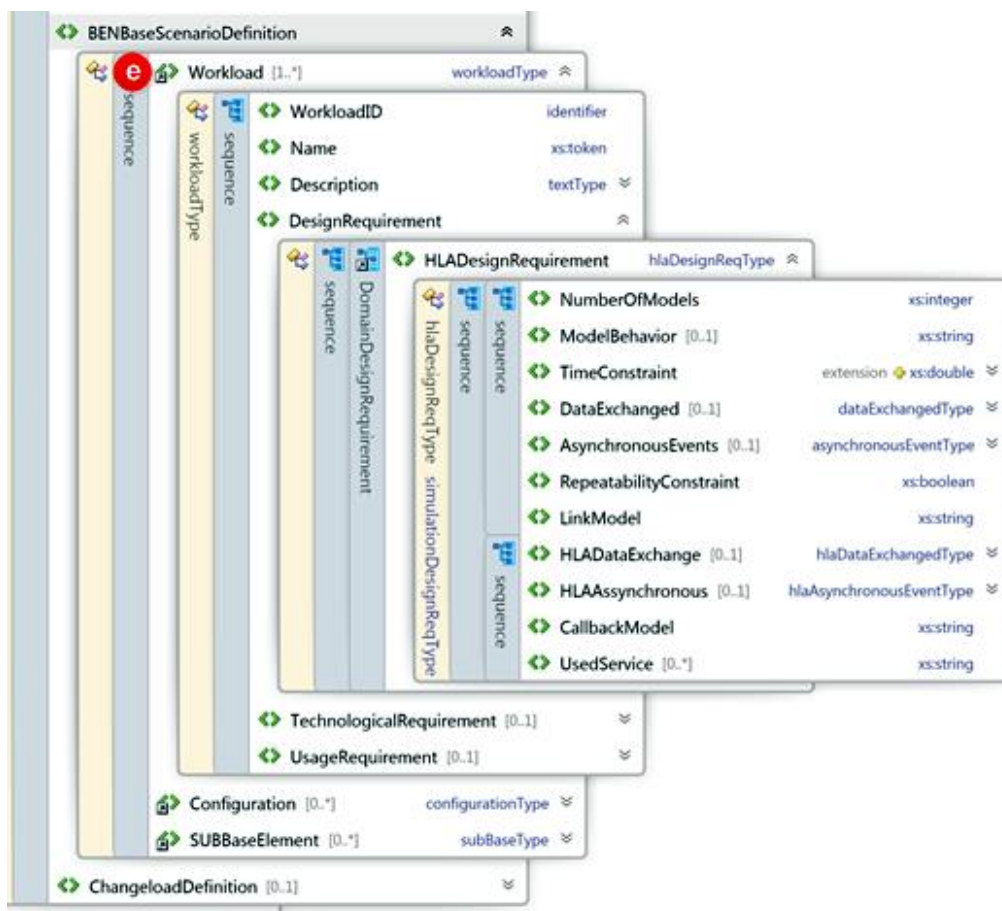 BENBaseScenarioDefinition
e
sequence
Workload [1..*] workloadType
workloadType
sequence
WorkloadID identifier
Name xs:token
Description textType
DesignRequirement
sequence
DomainDesignRequirement
HLADesignRequirement hlaDesignReqType
hlaDesignReqType simulationDesignReqType
sequence
sequence
NumberOfModels xs:integer
ModelBehavior [0..1] xs:string
TimeConstraint extension xs:double
DataExchanged [0..1] dataExchangedType
AsynchronousEvents [0..1] asynchronousEventType
RepeatabilityConstraint xs:boolean
LinkModel xs:string
sequence
HLADataExchange [0..1] hlaDataExchangedType
HLAAssynchronous [0..1] hlaAsynchronousEventType
CallbackModel xs:string
UsedService [0..*] xs:string
TechnologicalRequirement [0..1]
UsageRequirement [0..1]
Configuration [0..*] configurationType
SUBBaseElement [0..*] subBaseType
ChangeloadDefinition [0..1]